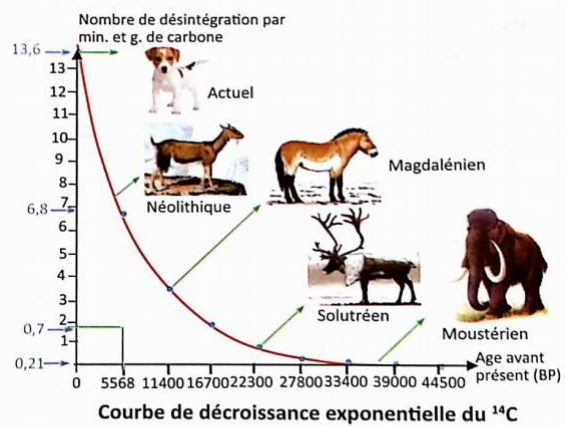 Nombre de désintégration par
min. et g. de carbone
13,6
13
12
11
10
9
8
7
6,8
6
5
4
3
2
0,7
1
0,21
Actuel
Néolithique
Magdalénien
Solutréen
Moustérien
Age avant
présent (BP)
0 5568 11400 16700 22300 27800 33400 39000 44500
Courbe de décroissance exponentielle du ¹⁴C